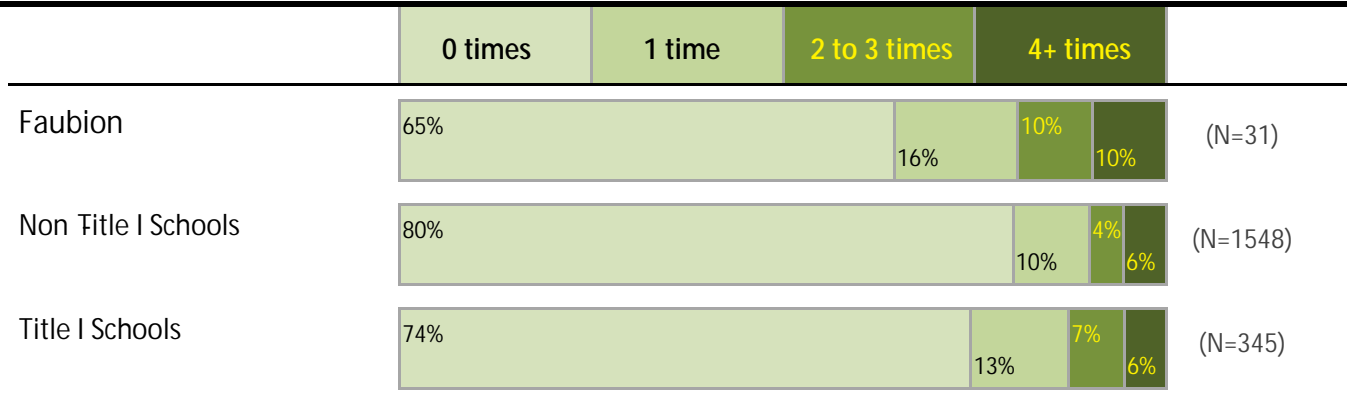 0 times 1 time 2 to 3 times 4+ times
Faubion 65% 16% 10% 10% (N=31)
Non Title I Schools 80% 10% 4% 6% (N=1548)
Title I Schools 74% 13% 7% 6% (N=345)